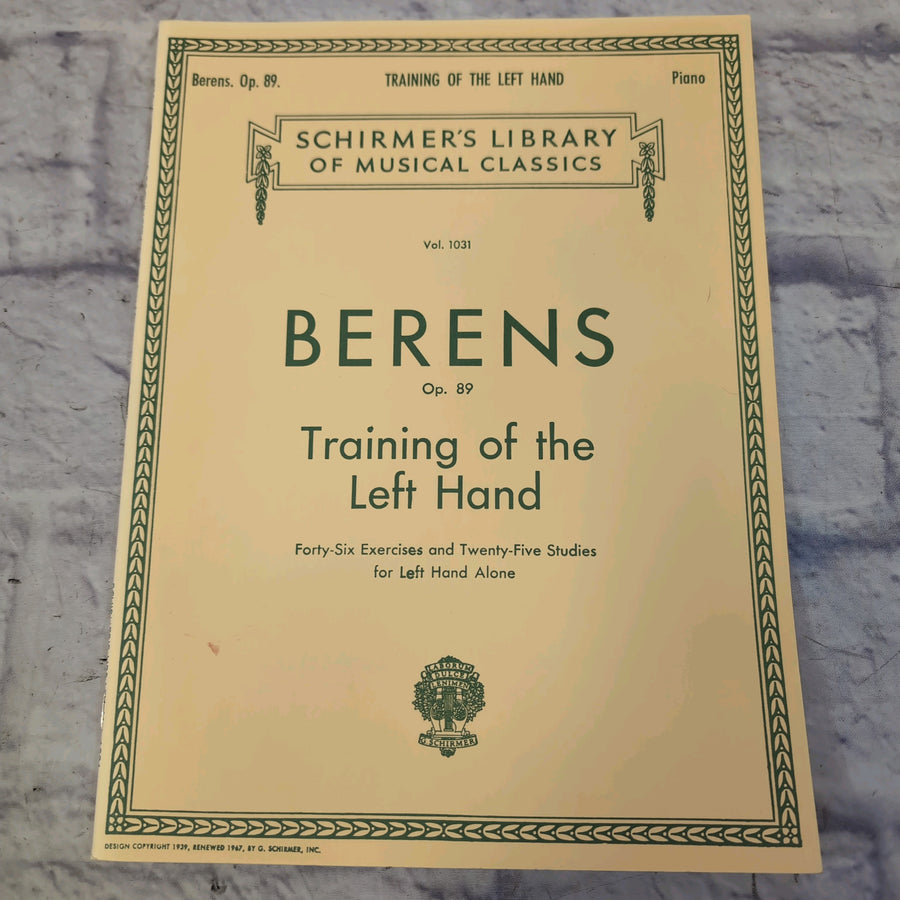 Berens. Op. 89.
TRAINING OF THE LEFT HAND
Piano
SCHIRMER'S LIBRARY
OF MUSICAL CLASSICS
Vol. 1031
BERENS
Op. 89
Training of the
Left Hand
Forty-Six Exercises and Twenty-Five Studies
for Left Hand Alone
LABORUM
DULCE
LENIMEN
G. SCHIRMER
DESIGN COPYRIGHT 1939, RENEWED 1967, BY G. SCHIRMER, INC.